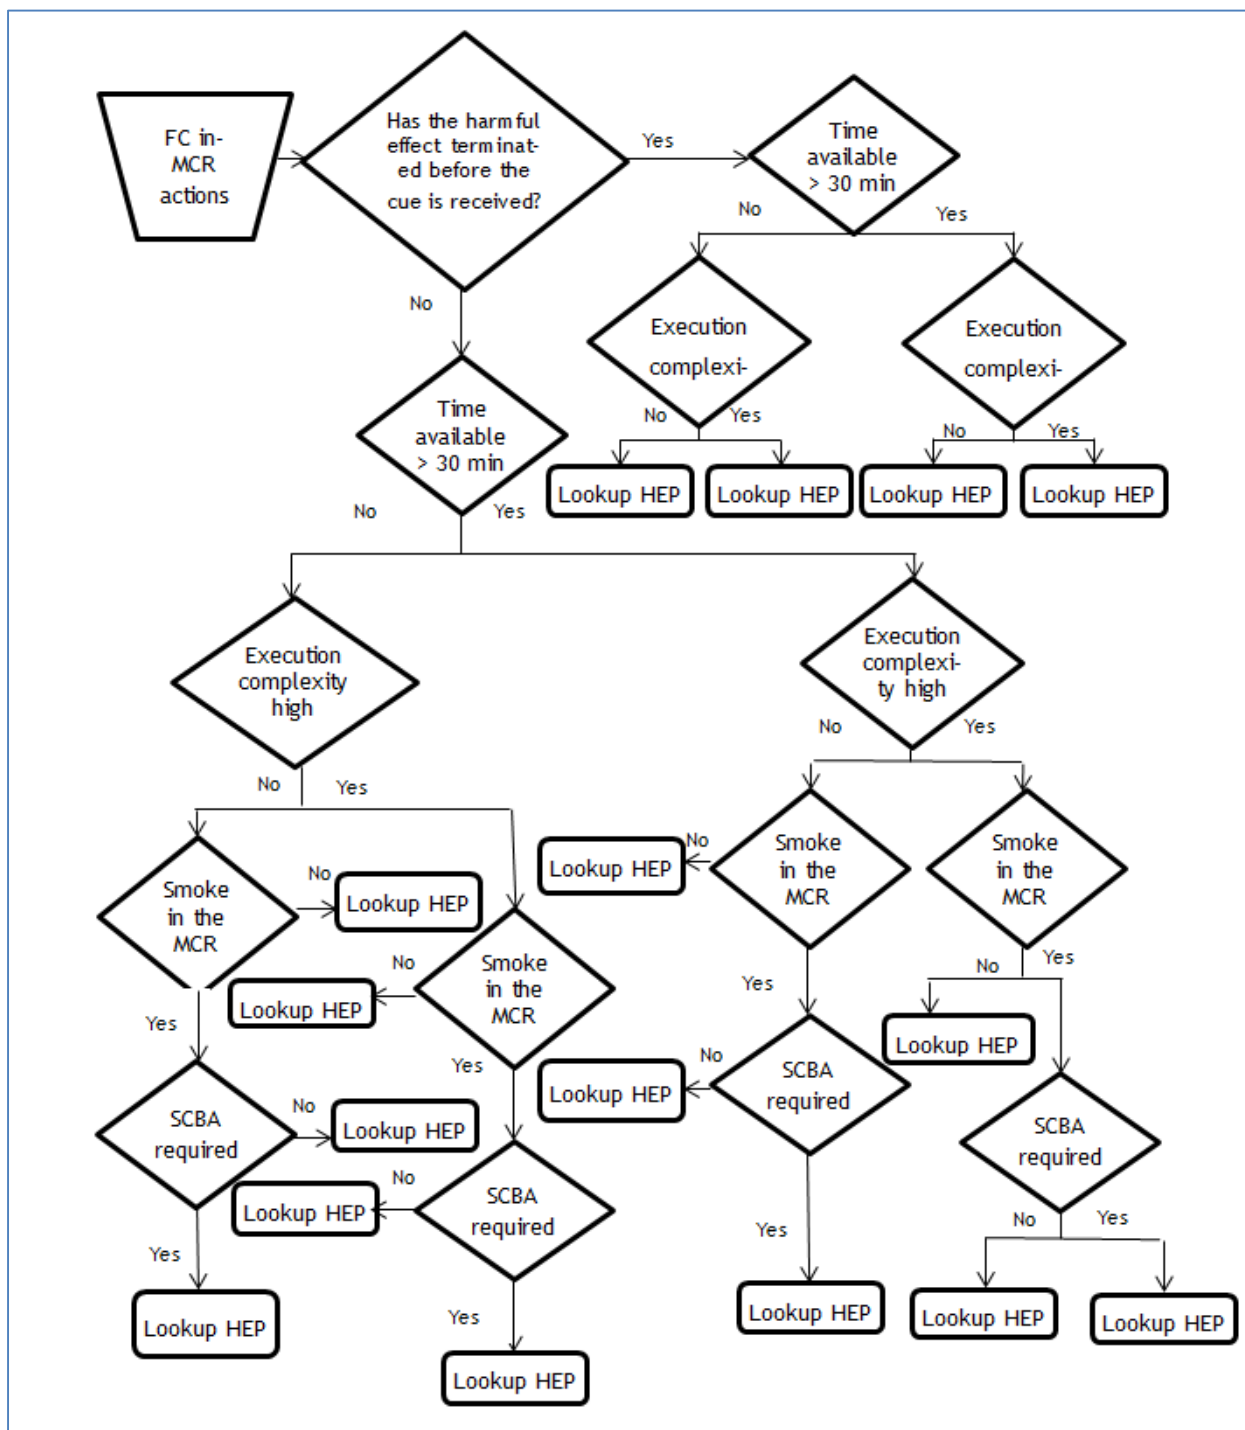 FC in-
MCR
actions
Has the harmful
effect terminat-
ed before the
cue is received?
Yes
Time
available
> 30 min
No
Yes
Execution
complexi-
Execution
complexi-
No
Yes
No
Yes
Lookup HEP
Lookup HEP
Lookup HEP
Lookup HEP
No
Time
available
> 30 min
No
Yes
Execution
complexity
high
Execution
complexi-
ty high
No
Yes
No
Yes
Smoke
in the
MCR
No
Lookup HEP
Smoke
in the
MCR
No
Lookup HEP
Yes
SCBA
required
No
Lookup HEP
Yes
Lookup HEP
Yes
SCBA
required
No
Lookup HEP
Yes
Lookup HEP
Smoke
in the
MCR
No
Lookup HEP
Yes
SCBA
required
No
Lookup HEP
Yes
Lookup HEP
Smoke
in the
MCR
No
Yes
Lookup HEP
SCBA
required
No
Yes
Lookup HEP
Lookup HEP